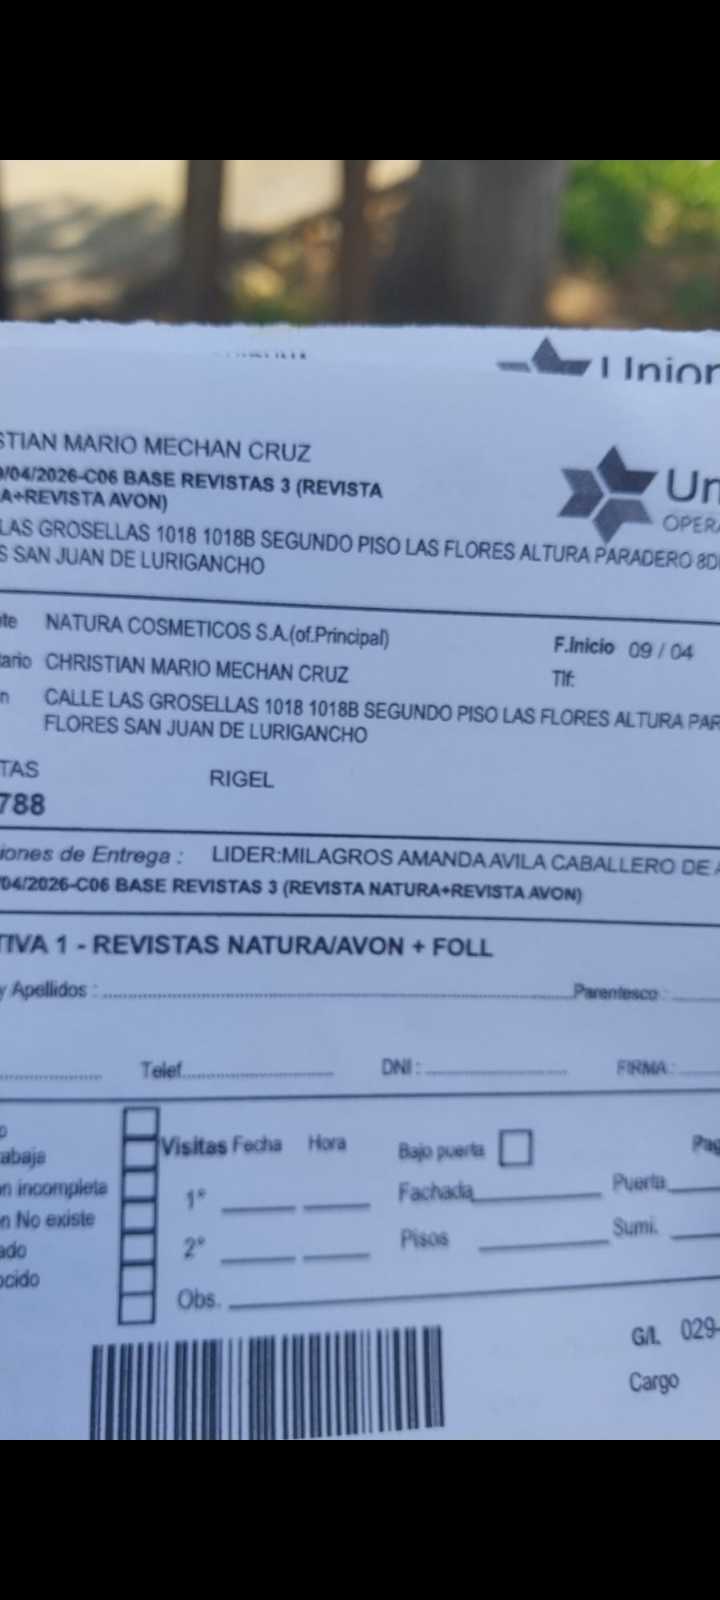 Union
STIAN MARIO MECHAN CRUZ
9/04/2026-C06 BASE REVISTAS 3 (REVISTA
A+REVISTA AVON)
Un
OPERA
LAS GROSELLAS 1018 1018B SEGUNDO PISO LAS FLORES ALTURA PARADERO 8D
S SAN JUAN DE LURIGANCHO
te NATURA COSMETICOS S.A.(of.Principal)
F.Inicio 09 / 04
tario CHRISTIAN MARIO MECHAN CRUZ
Tlf:
n CALLE LAS GROSELLAS 1018 1018B SEGUNDO PISO LAS FLORES ALTURA PAR
FLORES SAN JUAN DE LURIGANCHO
TAS RIGEL
788
iones de Entrega : LIDER:MILAGROS AMANDA AVILA CABALLERO DE A
/04/2026-C06 BASE REVISTAS 3 (REVISTA NATURA+REVISTA AVON)
TIVA 1 - REVISTAS NATURA/AVON + FOLL
y Apellidos : Parentesco :
Telef. DNI : FIRMA :
o
abaja
n incompleta
n No existe
ado
ocido
Visitas Fecha Hora
1°
2°
Obs.
Bajo puerta Pag
Fachada Puerta
Pisos Sumi.
G/I. 029-
Cargo